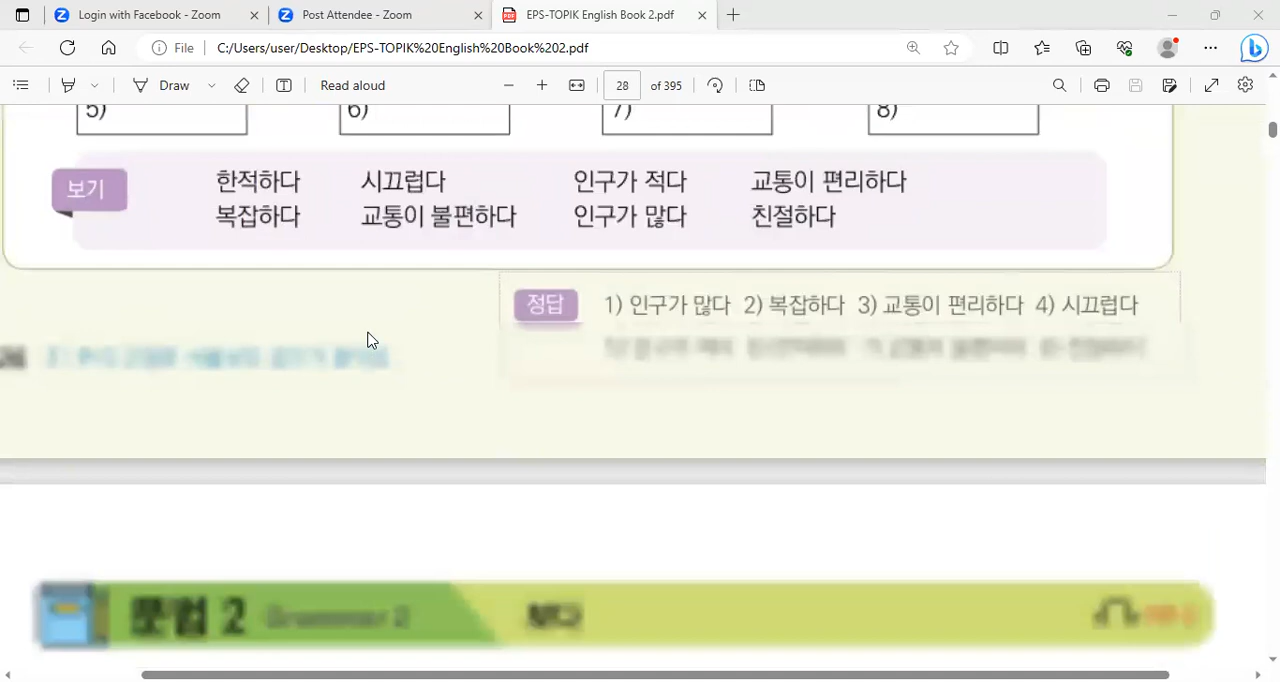 Login with Facebook - Zoom
Post Attendee - Zoom
EPS-TOPIK English Book 2.pdf
File
C:/Users/user/Desktop/EPS-TOPIK%20English%20Book%202.pdf
Draw
Read aloud
28
of 395
5)
6)
7)
8)
보기
한적하다 시끄럽다 인구가 적다 교통이 편리하다
복잡하다 교통이 불편하다 인구가 많다 친절하다
정답
1) 인구가 많다 2) 복잡하다 3) 교통이 편리하다 4) 시끄럽다
문법 2 Grammar 2